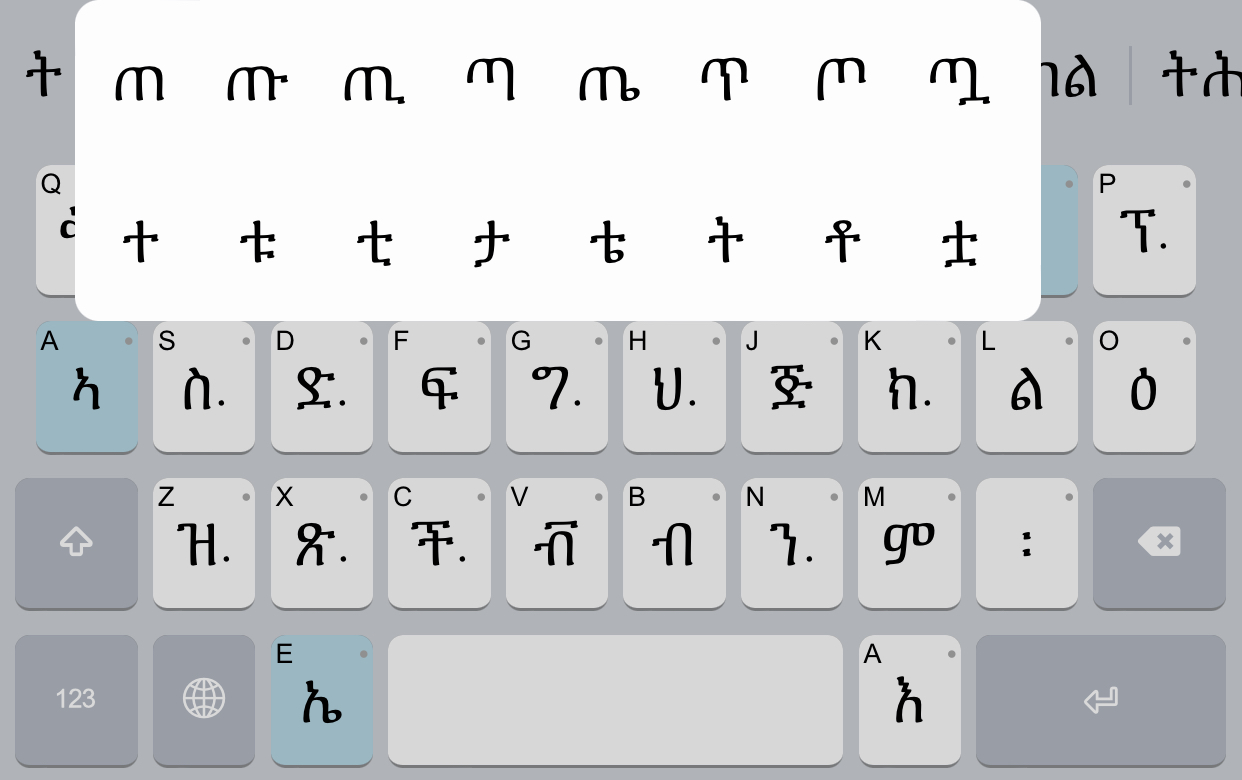 ት ጠ ጡ ጢ ጣ ጤ ጥ ጦ ጧ ል ትሕ
ተ ቱ ቲ ታ ቴ ት ቶ ቷ
Q P ፕ.
A ኣ S ስ. D ድ. F ፍ G ግ. H ህ. J ጅ K ክ. L ል O ዕ
Z ዝ. X ጽ. C ች. V ቭ B ብ N ን. M ም ፡
123 E ኤ A እ